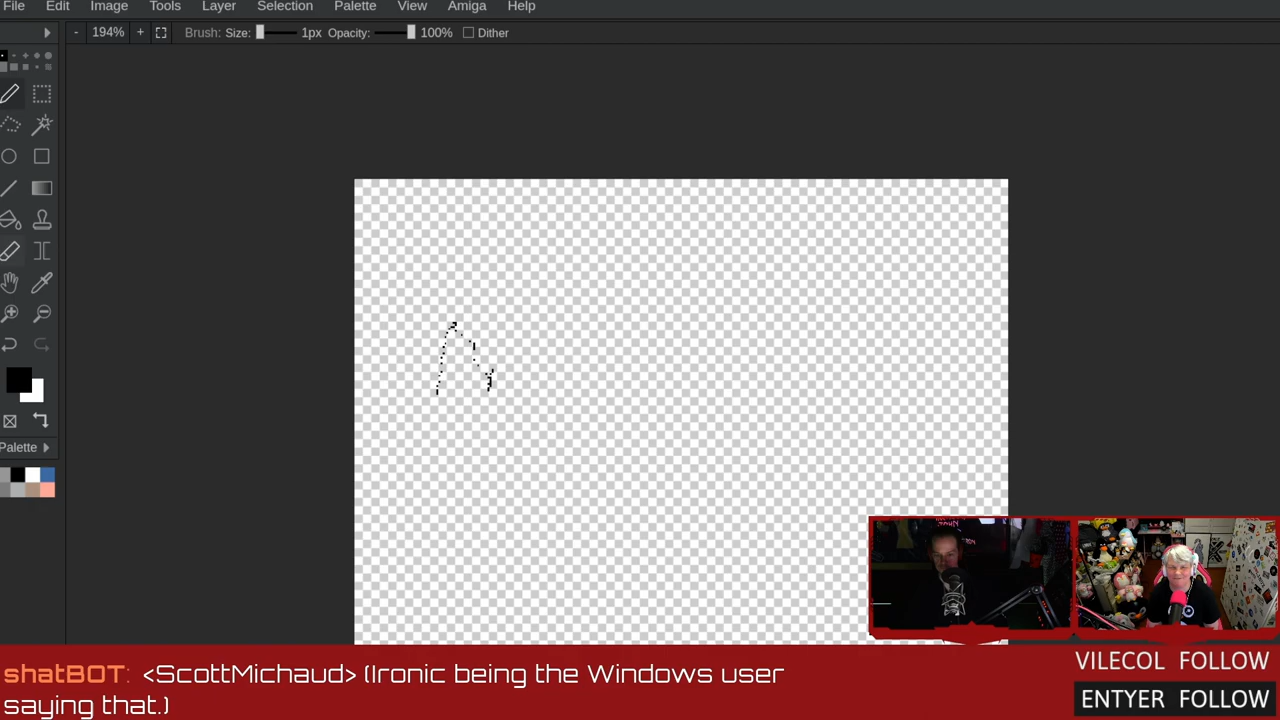 File Edit Image Tools Layer Selection Palette View Amiga Help
- 194% + Brush: Size: 1px Opacity: 100% Dither
Palette
shatBOT: <ScottMichaud> (Ironic being the Windows user
saying that.)
VILECOL FOLLOW
ENTYER FOLLOW